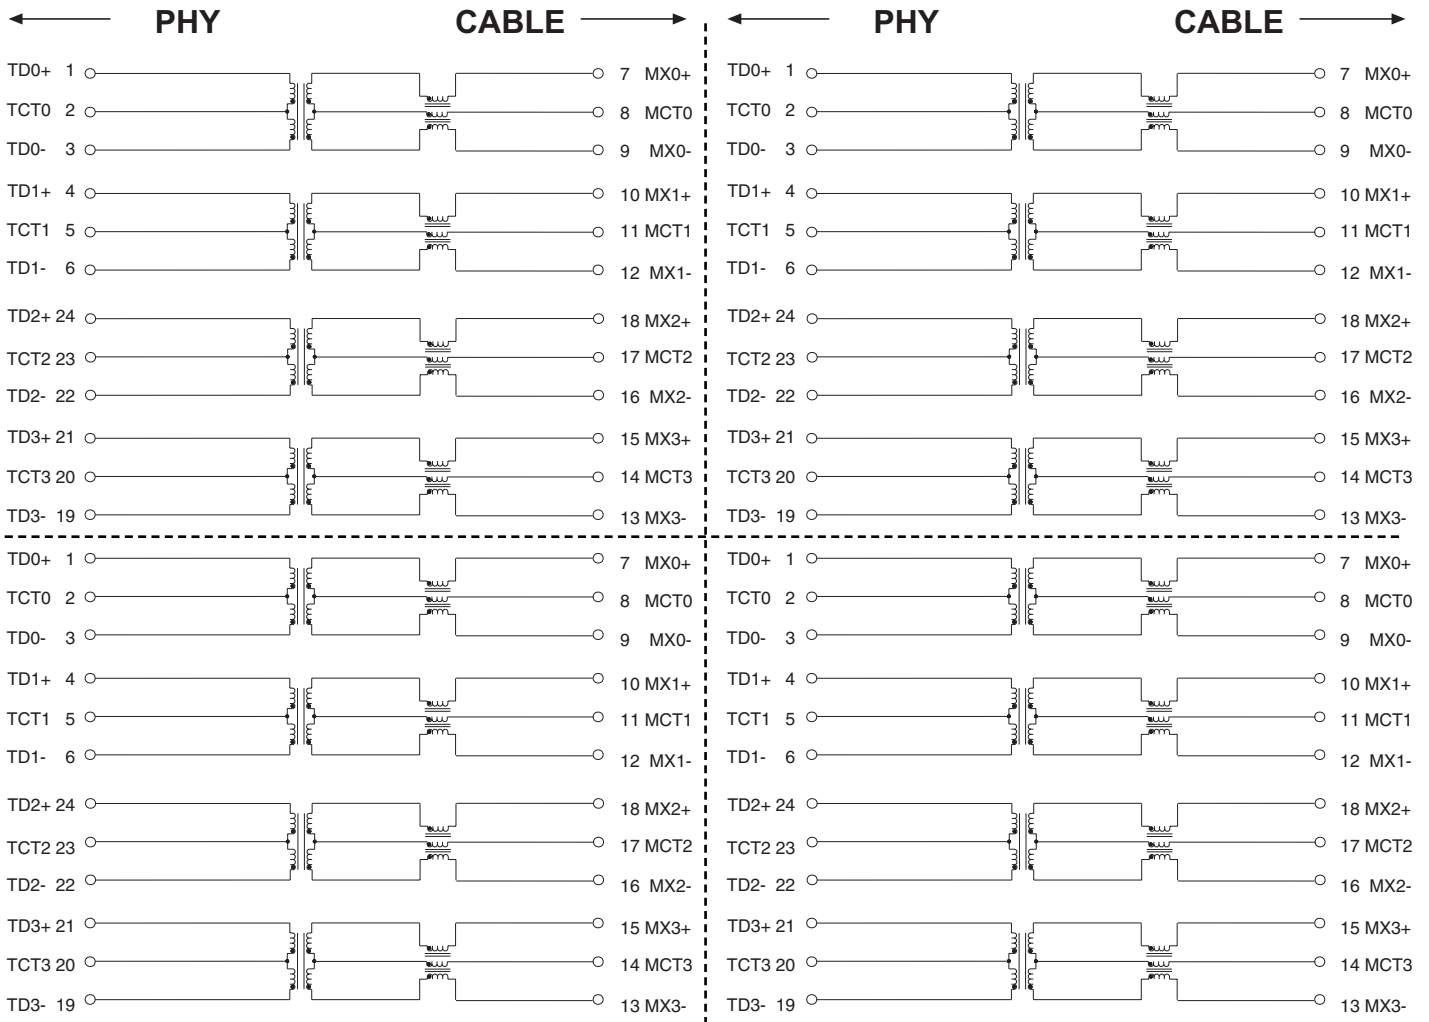 PHY CABLE PHY CABLE
TD0+ 1 7 MX0+ TD0+ 1 7 MX0+
TCT0 2 8 MCT0 TCT0 2 8 MCT0
TD0- 3 9 MX0- TD0- 3 9 MX0-
TD1+ 4 10 MX1+ TD1+ 4 10 MX1+
TCT1 5 11 MCT1 TCT1 5 11 MCT1
TD1- 6 12 MX1- TD1- 6 12 MX1-
TD2+ 24 18 MX2+ TD2+ 24 18 MX2+
TCT2 23 17 MCT2 TCT2 23 17 MCT2
TD2- 22 16 MX2- TD2- 22 16 MX2-
TD3+ 21 15 MX3+ TD3+ 21 15 MX3+
TCT3 20 14 MCT3 TCT3 20 14 MCT3
TD3- 19 13 MX3- TD3- 19 13 MX3-
TD0+ 1 7 MX0+ TD0+ 1 7 MX0+
TCT0 2 8 MCT0 TCT0 2 8 MCT0
TD0- 3 9 MX0- TD0- 3 9 MX0-
TD1+ 4 10 MX1+ TD1+ 4 10 MX1+
TCT1 5 11 MCT1 TCT1 5 11 MCT1
TD1- 6 12 MX1- TD1- 6 12 MX1-
TD2+ 24 18 MX2+ TD2+ 24 18 MX2+
TCT2 23 17 MCT2 TCT2 23 17 MCT2
TD2- 22 16 MX2- TD2- 22 16 MX2-
TD3+ 21 15 MX3+ TD3+ 21 15 MX3+
TCT3 20 14 MCT3 TCT3 20 14 MCT3
TD3- 19 13 MX3- TD3- 19 13 MX3-